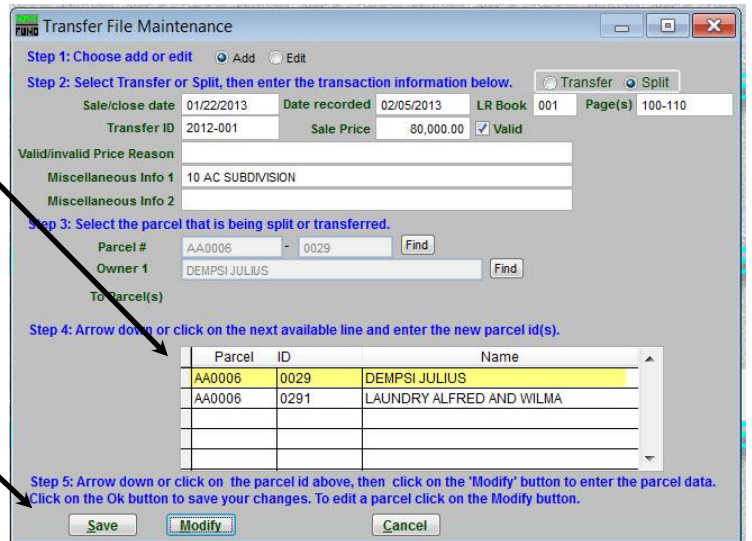 FUND Transfer File Maintenance
Step 1: Choose add or edit Add Edit
Step 2: Select Transfer or Split, then enter the transaction information below. Transfer Split
Sale/close date 01/22/2013 Date recorded 02/05/2013 LR Book 001 Page(s) 100-110
Transfer ID 2012-001 Sale Price 80,000.00 Valid
Valid/invalid Price Reason
Miscellaneous Info 1 10 AC SUBDIVISION
Miscellaneous Info 2
Step 3: Select the parcel that is being split or transferred.
Parcel # AA0006 - 0029 Find
Owner 1 DEMPSI JULIUS Find
To Parcel(s)
Step 4: Arrow down or click on the next available line and enter the new parcel id(s).
Parcel ID Name
AA0006 0029 DEMPSI JULIUS
AA0006 0291 LAUNDRY ALFRED AND WILMA
Step 5: Arrow down or click on the parcel id above, then click on the 'Modify' button to enter the parcel data.
Click on the Ok button to save your changes. To edit a parcel click on the Modify button.
Save Modify Cancel